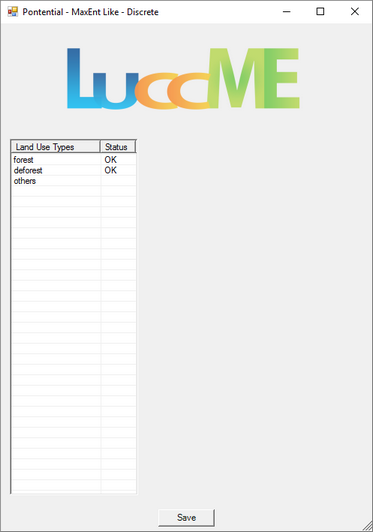 Pontential - MaxEnt Like - Discrete
LuccME
Land Use Types Status
forest OK
deforest OK
others
Save